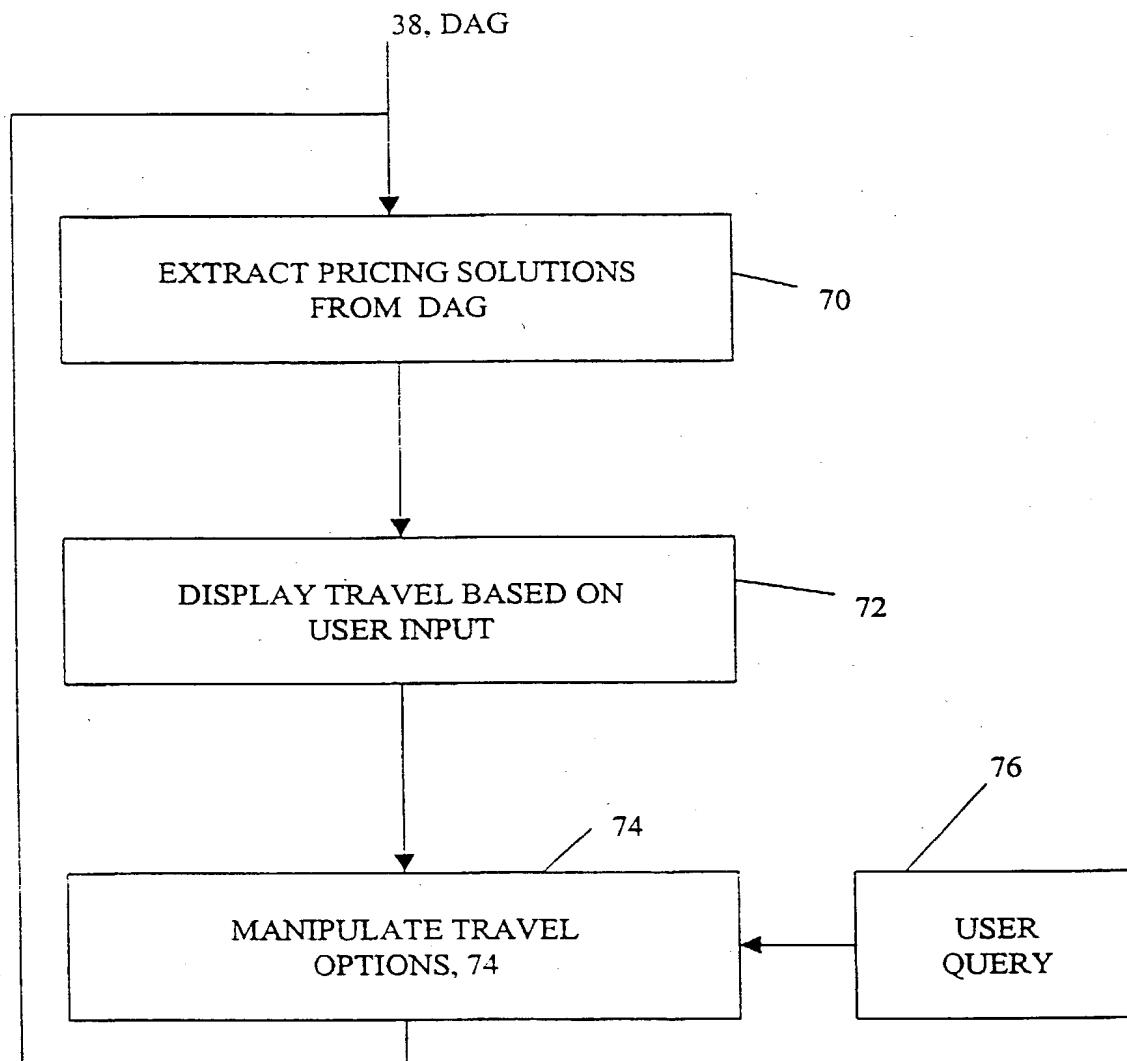 38, DAG
EXTRACT PRICING SOLUTIONS
FROM DAG
70
DISPLAY TRAVEL BASED ON
USER INPUT
72
76
74
MANIPULATE TRAVEL
OPTIONS, 74
USER
QUERY